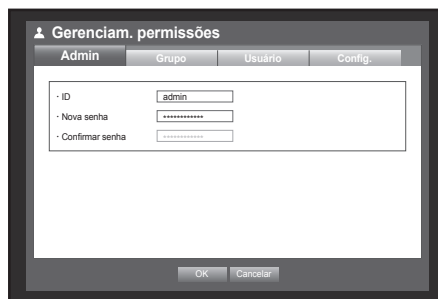 Gerenciam. permissões
Admin Grupo Usuário Config.
· ID admin
· Nova senha ************
· Confirmar senha ************
OK Cancelar